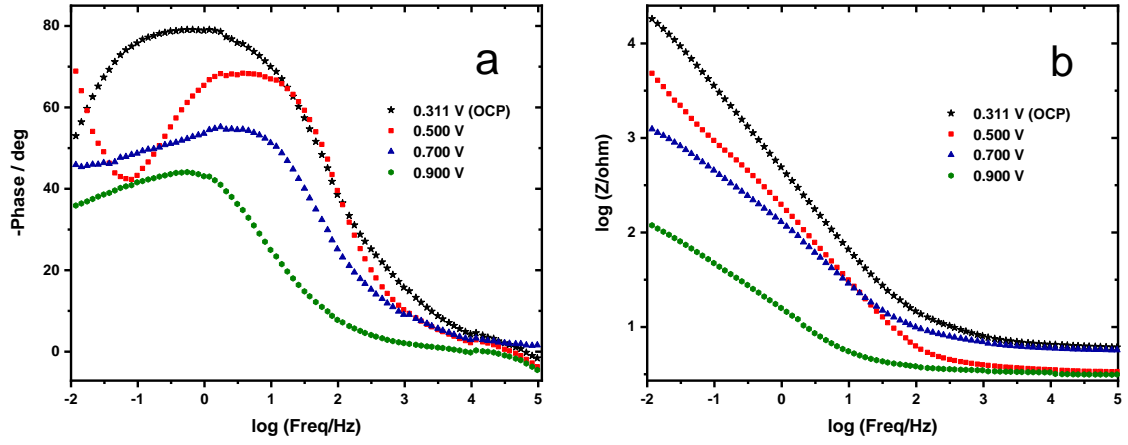 a
-Phase / deg
80
60
40
20
0
-2
-1
0
1
2
3
4
5
log (Freq/Hz)
0.311 V (OCP)
0.500 V
0.700 V
0.900 V
b
log (Z/ohm)
4
3
2
1
-2
-1
0
1
2
3
4
5
log (Freq/Hz)
0.311 V (OCP)
0.500 V
0.700 V
0.900 V